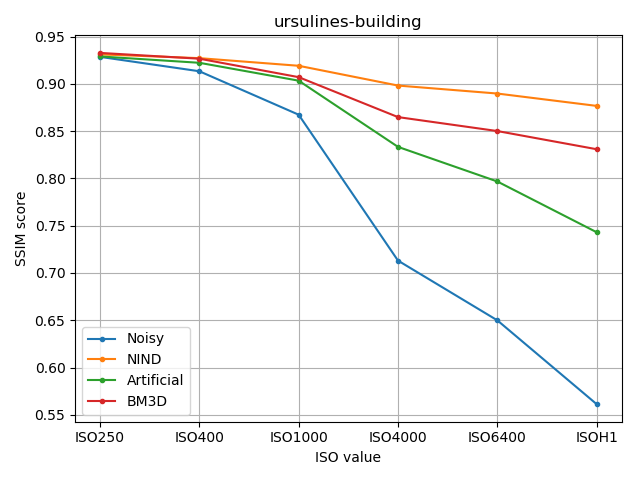 ursulines-building
SSIM score
0.95
0.90
0.85
0.80
0.75
0.70
0.65
0.60
0.55
Noisy
NIND
Artificial
BM3D
ISO250 ISO400 ISO1000 ISO4000 ISO6400 ISOH1
ISO value